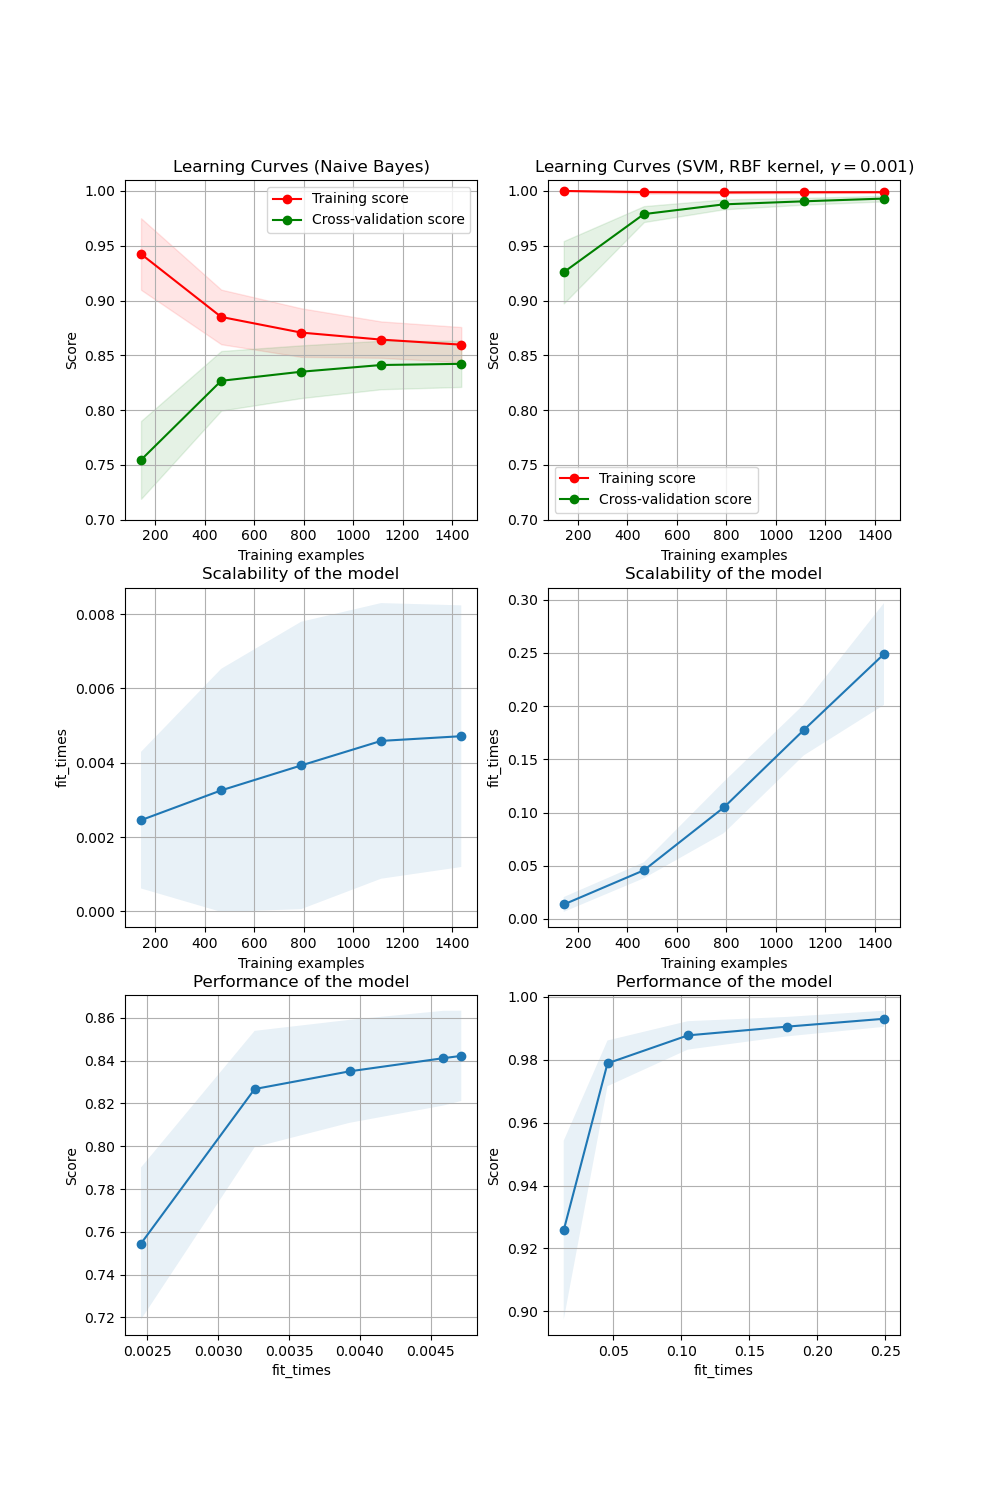 Learning Curves (Naive Bayes)
1.00
0.95
0.90
0.85
0.80
0.75
0.70
Score
Training score
Cross-validation score
200 400 600 800 1000 1200 1400
Training examples
Learning Curves (SVM, RBF kernel, γ = 0.001)
1.00
0.95
0.90
0.85
0.80
0.75
0.70
Score
Training score
Cross-validation score
200 400 600 800 1000 1200 1400
Training examples
Scalability of the model
0.008
0.006
0.004
0.002
0.000
fit_times
200 400 600 800 1000 1200 1400
Training examples
Scalability of the model
0.30
0.25
0.20
0.15
0.10
0.05
0.00
fit_times
200 400 600 800 1000 1200 1400
Training examples
Performance of the model
0.86
0.84
0.82
0.80
0.78
0.76
0.74
0.72
Score
0.0025 0.0030 0.0035 0.0040 0.0045
fit_times
Performance of the model
1.00
0.98
0.96
0.94
0.92
0.90
Score
0.05 0.10 0.15 0.20 0.25
fit_times